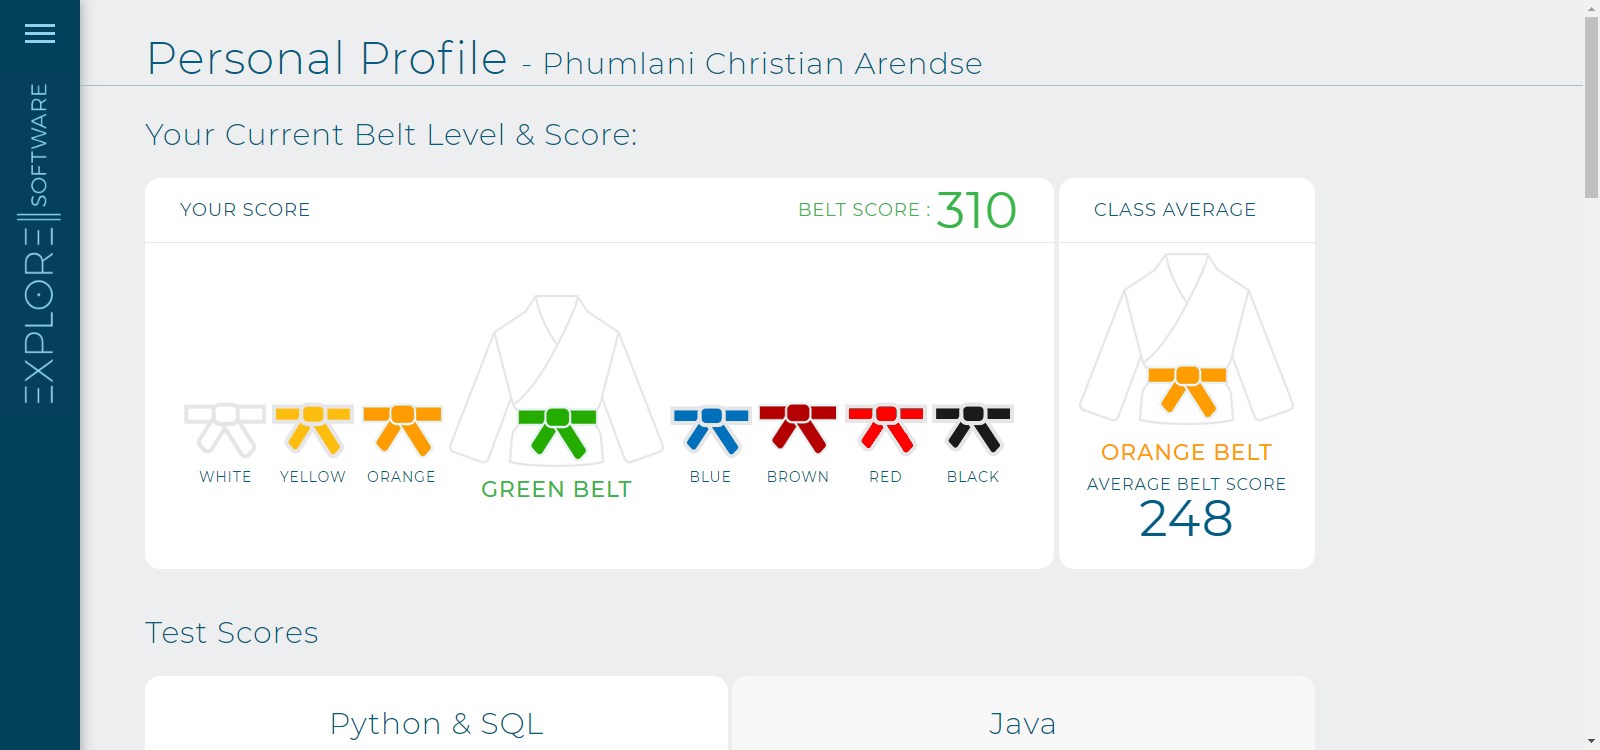 EXPLORE SOFTWARE
Personal Profile - Phumlani Christian Arendse
Your Current Belt Level & Score:
YOUR SCORE
BELT SCORE : 310
WHITE
YELLOW
ORANGE
GREEN BELT
BLUE
BROWN
RED
BLACK
CLASS AVERAGE
ORANGE BELT
AVERAGE BELT SCORE
248
Test Scores
Python & SQL
Java